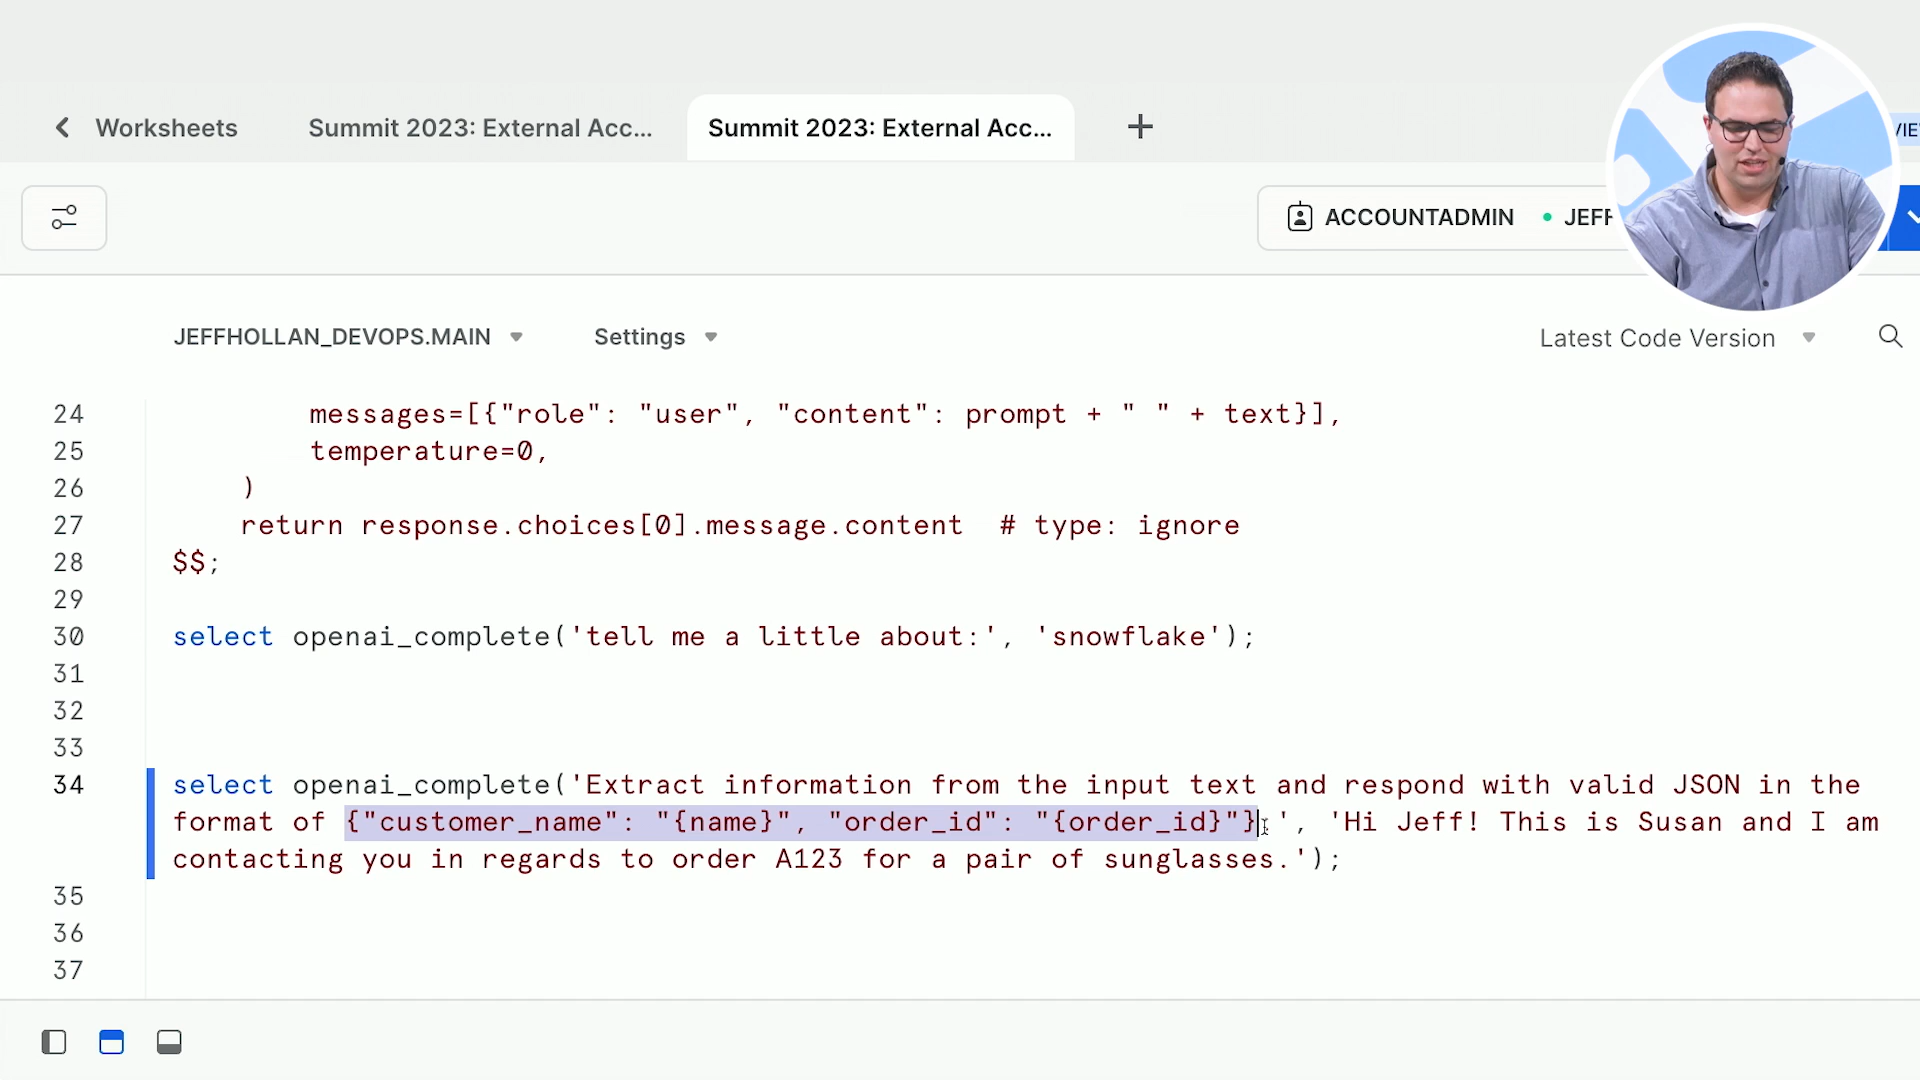 Worksheets
Summit 2023: External Acc...
Summit 2023: External Acc...
ACCOUNTADMIN
JEFF
JEFFHOLLAN_DEVOPS.MAIN
Settings
Latest Code Version
24 messages=[{"role": "user", "content": prompt + " " + text}],
25 temperature=0,
26 )
27 return response.choices[0].message.content # type: ignore
28 $$;
29
30 select openai_complete('tell me a little about:', 'snowflake');
31
32
33
34 select openai_complete('Extract information from the input text and respond with valid JSON in the
format of {"customer_name": "{name}", "order_id": "{order_id}"} ', 'Hi Jeff! This is Susan and I am
contacting you in regards to order A123 for a pair of sunglasses.');
35
36
37